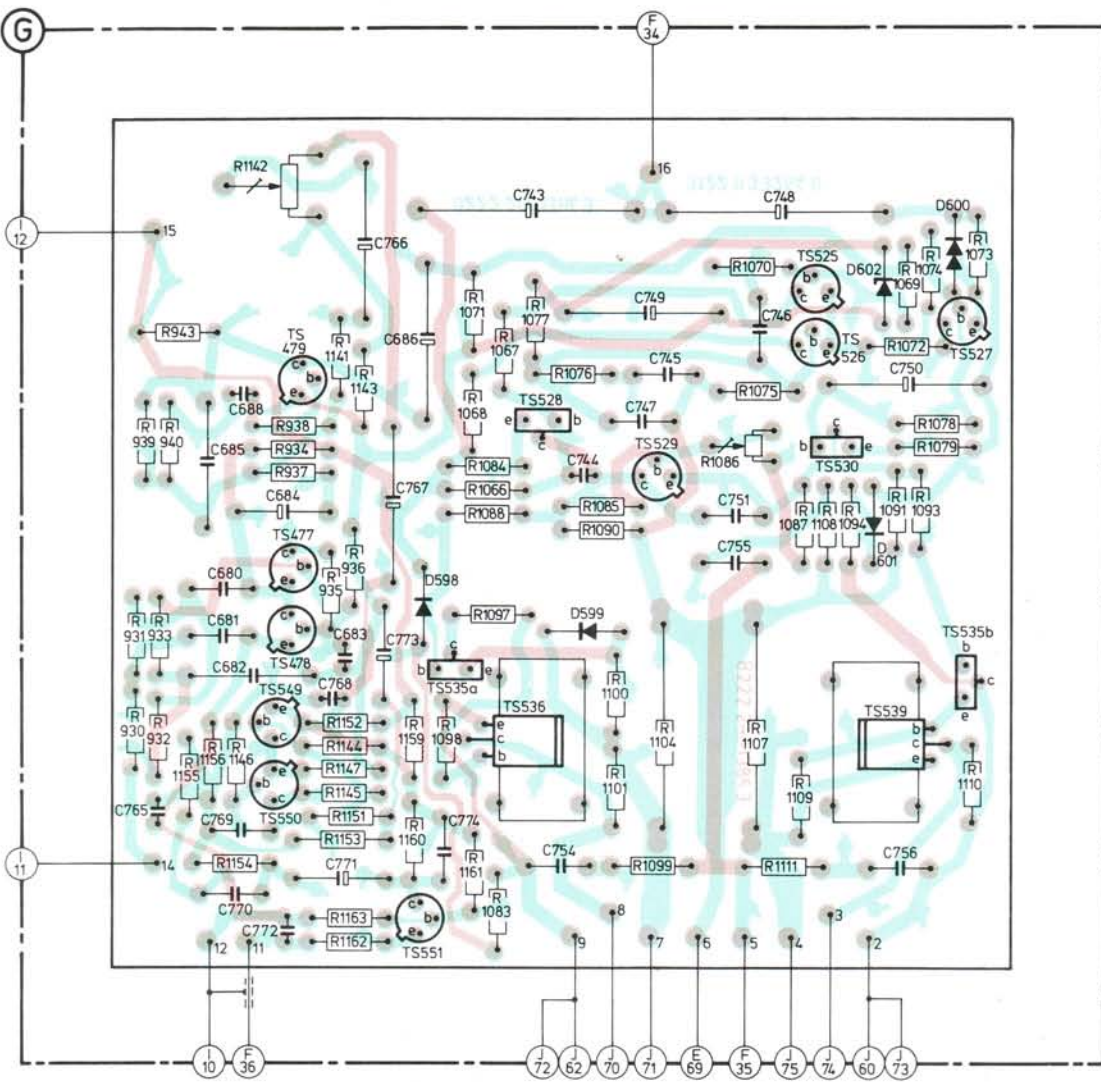 G
F
34
16
R1142
C743
C748
D600
I
12
15
C766
R
1073
TS525
R1070
D602
R
1074
R
1069
b
c
e
C749
R
1071
R
1077
C746
b
c
TS527
R943
TS
479
R
1141
C686
R
1067
b
c
e
TS
526
R1072
c
b
e
R
1143
R1076
C745
C750
C688
R
1068
TS528
R1075
e
b
c
C747
R
939
R
940
R938
C685
R934
R937
TS529
R1086
b
e
c
TS530
R1078
R1079
R1084
R1066
R1088
C744
b
c
e
C684
C767
R1085
R1090
C751
R
1087
R
1108
R
1094
R
1091
R
1093
TS477
c
b
e
R
936
C755
D
601
C680
R
935
D598
R
931
R
933
C681
c
b
e
TS478
C683
C773
R1097
D599
TS535b
b
c
e
C682
b
c
e
TS535a
C768
R
1100
TS549
e
b
c
R
930
R
932
R
1156
R
1146
R
1155
R1152
R1144
R1147
R1145
R1151
R1153
R
1159
R
1098
TS536
e
c
b
R
1104
R
1107
TS539
b
c
e
R
1101
R
1109
R
1110
e
b
c
TS550
C765
C769
R
1160
C774
I
11
14
R1154
C771
R
1161
C754
R1099
R1111
C756
C770
R
1083
C772
R1163
R1162
c
b
e
TS551
12
11
9
8
7
6
5
4
3
2
I
10
F
36
J
72
J
62
J
70
J
71
E
69
F
35
J
75
J
74
J
60
J
73